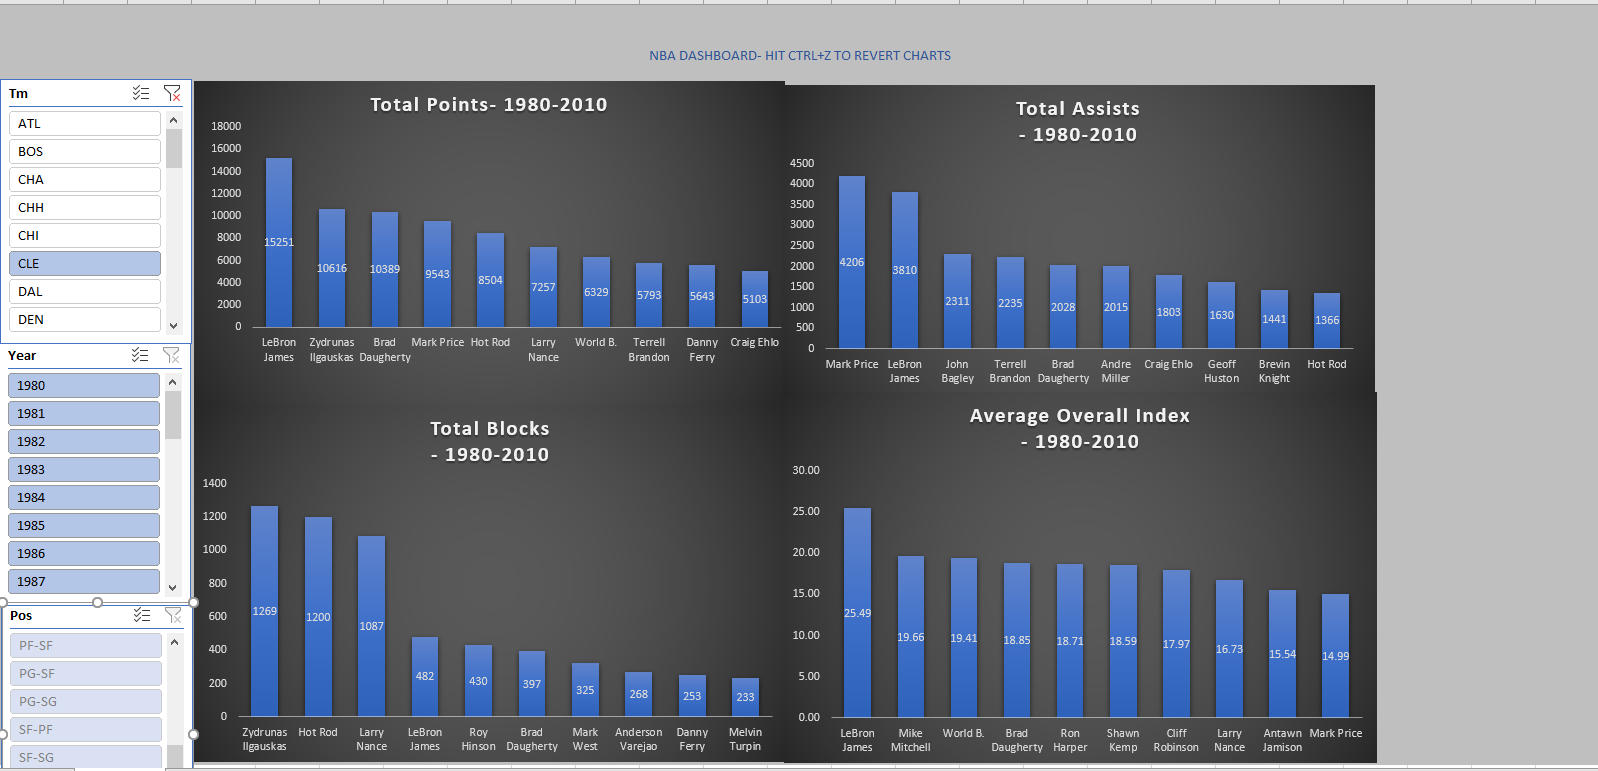 NBA DASHBOARD- HIT CTRL+Z TO REVERT CHARTS
Tm
ATL
BOS
CHA
CHH
CHI
CLE
DAL
DEN
Year
1980
1981
1982
1983
1984
1985
1986
1987
Pos
PF-SF
PG-SF
PG-SG
SF-PF
SF-SG
Total Points- 1980-2010
18000
16000
14000
12000
10000
8000
6000
4000
2000
0
15251
10616
10389
9543
8504
7257
6329
5793
5643
5103
LeBron
James
Zydrunas
Ilgauskas
Brad
Daugherty
Mark Price
Hot Rod
Larry
Nance
World B.
Terrell
Brandon
Danny
Ferry
Craig Ehlo
Total Assists
- 1980-2010
4500
4000
3500
3000
2500
2000
1500
1000
500
0
4206
3810
2311
2235
2028
2015
1803
1630
1441
1366
Mark Price
LeBron
James
John
Bagley
Terrell
Brandon
Brad
Daugherty
Andre
Miller
Craig Ehlo
Geoff
Huston
Brevin
Knight
Hot Rod
Total Blocks
- 1980-2010
1400
1200
1000
800
600
400
200
0
1269
1200
1087
482
430
397
325
268
253
233
Zydrunas
Ilgauskas
Hot Rod
Larry
Nance
LeBron
James
Roy
Hinson
Brad
Daugherty
Mark
West
Anderson
Varejao
Danny
Ferry
Melvin
Turpin
Average Overall Index
- 1980-2010
30.00
25.00
20.00
15.00
10.00
5.00
0.00
25.49
19.66
19.41
18.85
18.71
18.59
17.97
16.73
15.54
14.99
LeBron
James
Mike
Mitchell
World B.
Brad
Daugherty
Ron
Harper
Shawn
Kemp
Cliff
Robinson
Larry
Nance
Antawn
Jamison
Mark Price